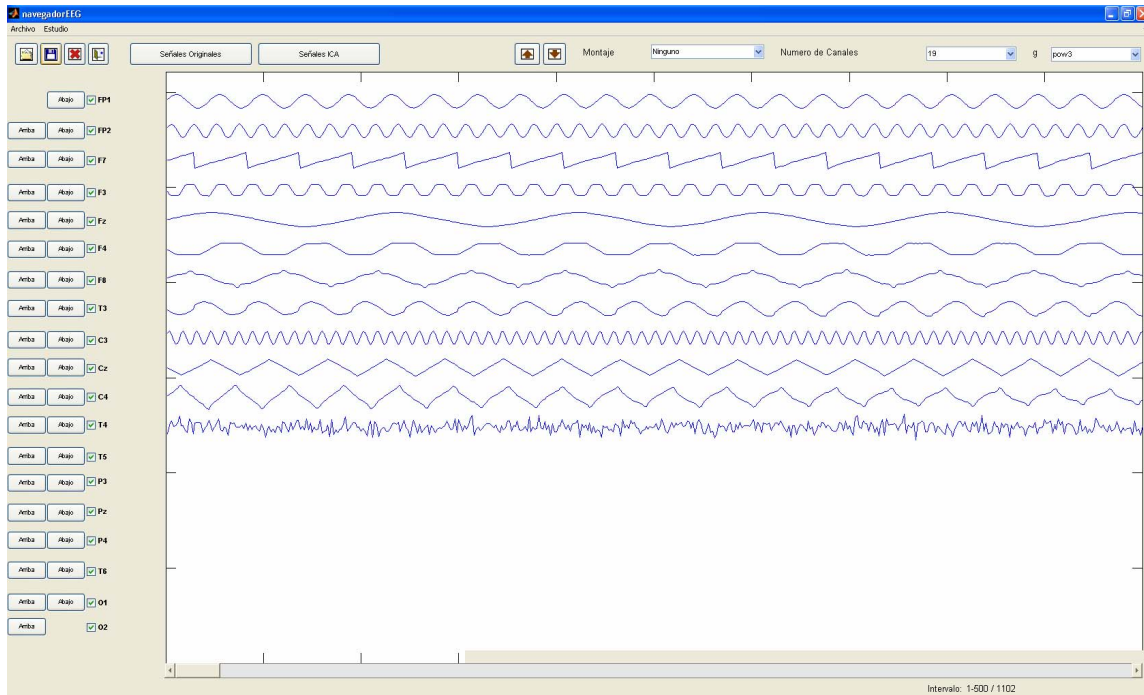 navegadorEEG
Archivo Estudio
Señales Originales Señales ICA Montaje Ninguno Numero de Canales 19 g pow3
Abajo FP1
Arriba Abajo FP2
Arriba Abajo F7
Arriba Abajo F3
Arriba Abajo Fz
Arriba Abajo F4
Arriba Abajo F8
Arriba Abajo T3
Arriba Abajo C3
Arriba Abajo Cz
Arriba Abajo C4
Arriba Abajo T4
Arriba Abajo T5
Arriba Abajo P3
Arriba Abajo Pz
Arriba Abajo P4
Arriba Abajo T6
Arriba Abajo O1
Arriba O2
Intervalo: 1-500 / 1102